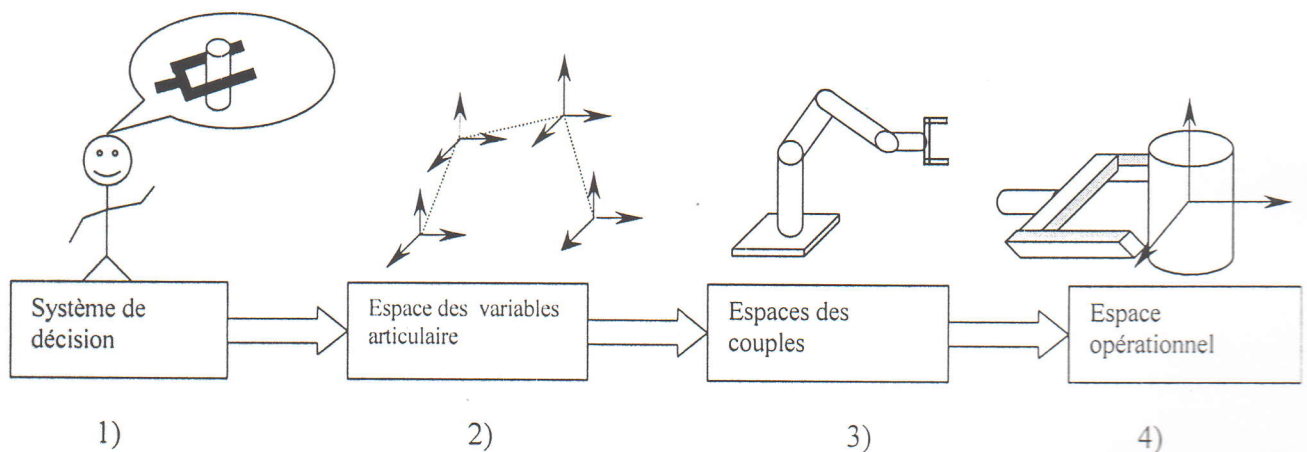 Système de
décision
Espace des variables
articulaire
Espaces des
couples
Espace
opérationnel
1)
2)
3)
4)